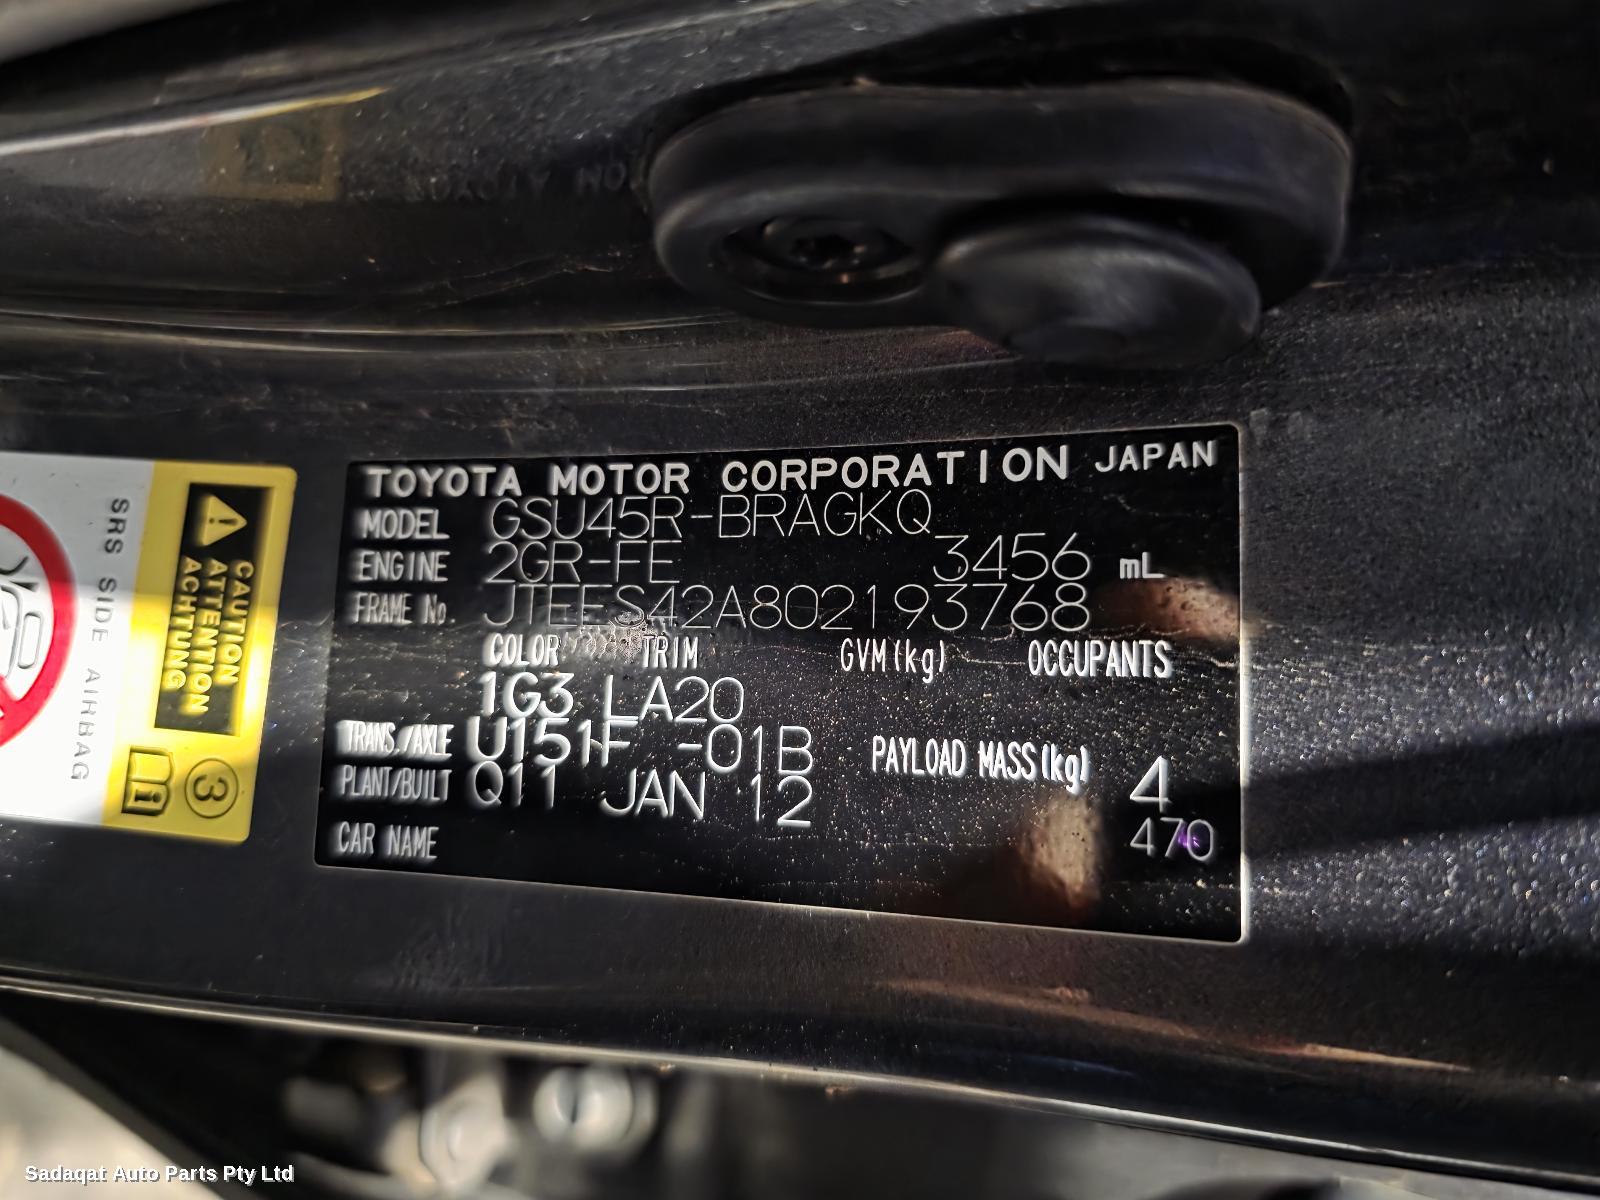 TOYOTA MOTOR CORPORATION JAPAN
MODEL GSU45R-BRAGKQ
ENGINE 2GR-FE 3456 mL
FRAME No. JTEES42A802193768
COLOR TRIM GVM(kg) OCCUPANTS
1G3 LA20
TRANS./AXLE U151F -01B PAYLOAD MASS(kg) 4
PLANT/BUILT Q11 JAN 12
470
CAR NAME
CAUTION
ATTENTION
ACHTUNG
SRS SIDE AIRBAG
3
Sadaqat Auto Parts Pty Ltd